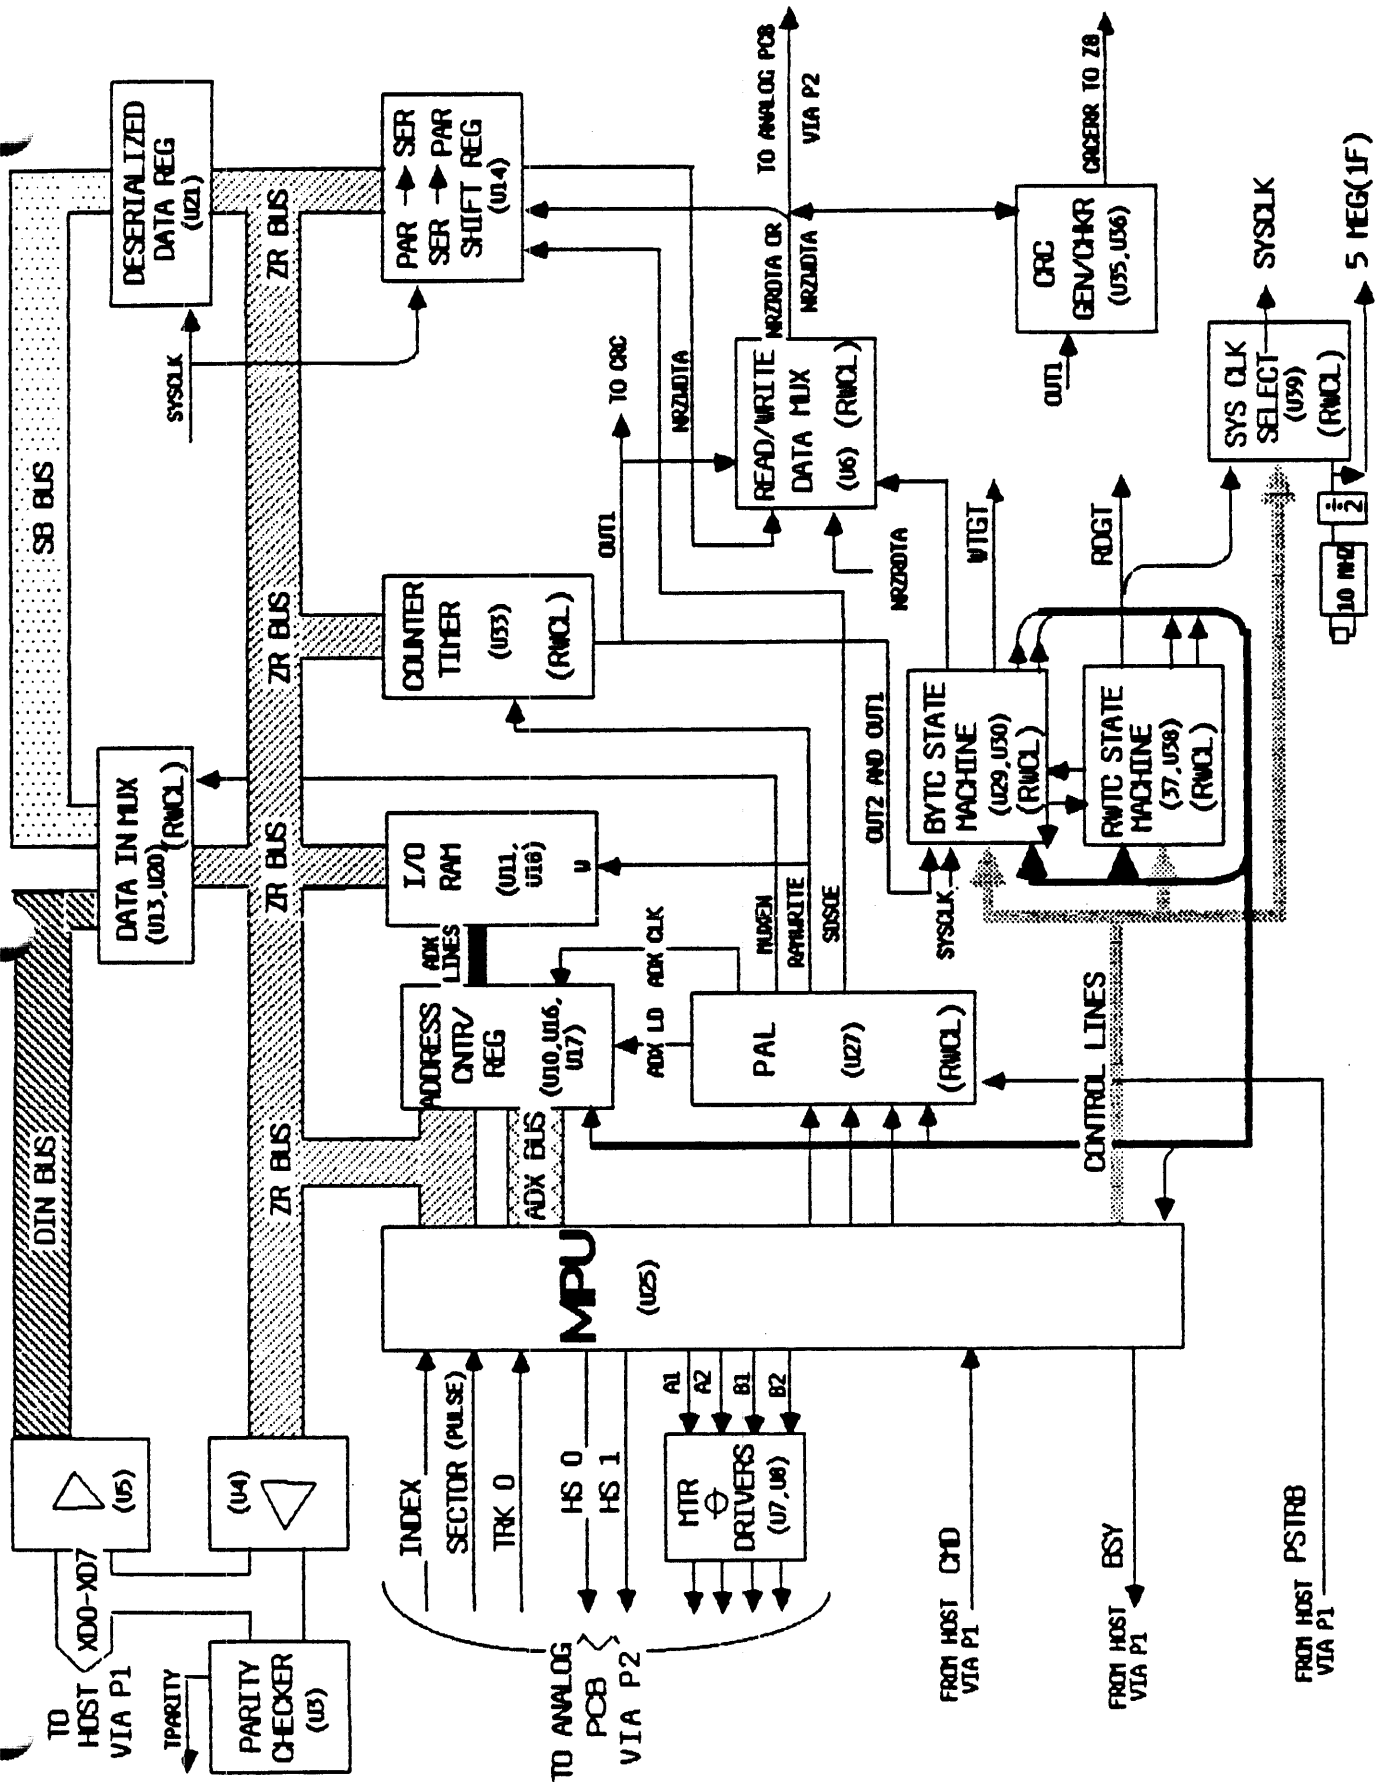 TO
HOST
VIA P1
XD0-XD7
(U5)
DIN BUS
DATA IN MUX
(U13,U20)
(RWCL)
SB BUS
DESERIALIZED
DATA REG
(U21)
TPARITY
PARITY
CHECKER
(U3)
(U4)
ZR BUS
ZR BUS
ZR BUS
ZR BUS
SYSCLK
INDEX
SECTOR (PULSE)
TRK 0
HS 0
HS 1
TO ANALOG
PCB
VIA P2
MTR
DRIVERS
(U7,U8)
A1
A2
B1
B2
MPU
(U25)
ADX BUS
ADDRESS
CNTR/
REG
(U10,U16,
U17)
ADX
LINES
I/O
RAM
(U11,
U18)
W
COUNTER
TIMER
(U33)
(RWCL)
PAR → SER
SER → PAR
SHIFT REG
(U14)
ADX LD
ADX CLK
PAL
(U27)
(RWCL)
MUXEN
RAMWRITE
SDSOE
OUT1
TO CRC
NRZWDTA
READ/WRITE
DATA MUX
(U6) (RWCL)
NRZRDTA OR
NRZWDTA
TO ANALOG PCB
VIA P2
NRZRDTA
OUT2 AND OUT1
SYSCLK
BYTC STATE
MACHINE
(U29,U30)
(RWCL)
WTGT
RWTC STATE
MACHINE
(37,U38)
(RWCL)
RDGT
OUT1
CRC
GEN/CHKR
(U35,U36)
CRCERR TO Z8
SYS CLK
SELECT
(U39)
(RWCL)
SYSCLK
10 MHZ
÷
2
5 MEG(1F)
CONTROL LINES
FROM HOST
VIA P1
CMD
FROM HOST
VIA P1
BSY
FROM HOST
VIA P1
PSTRB